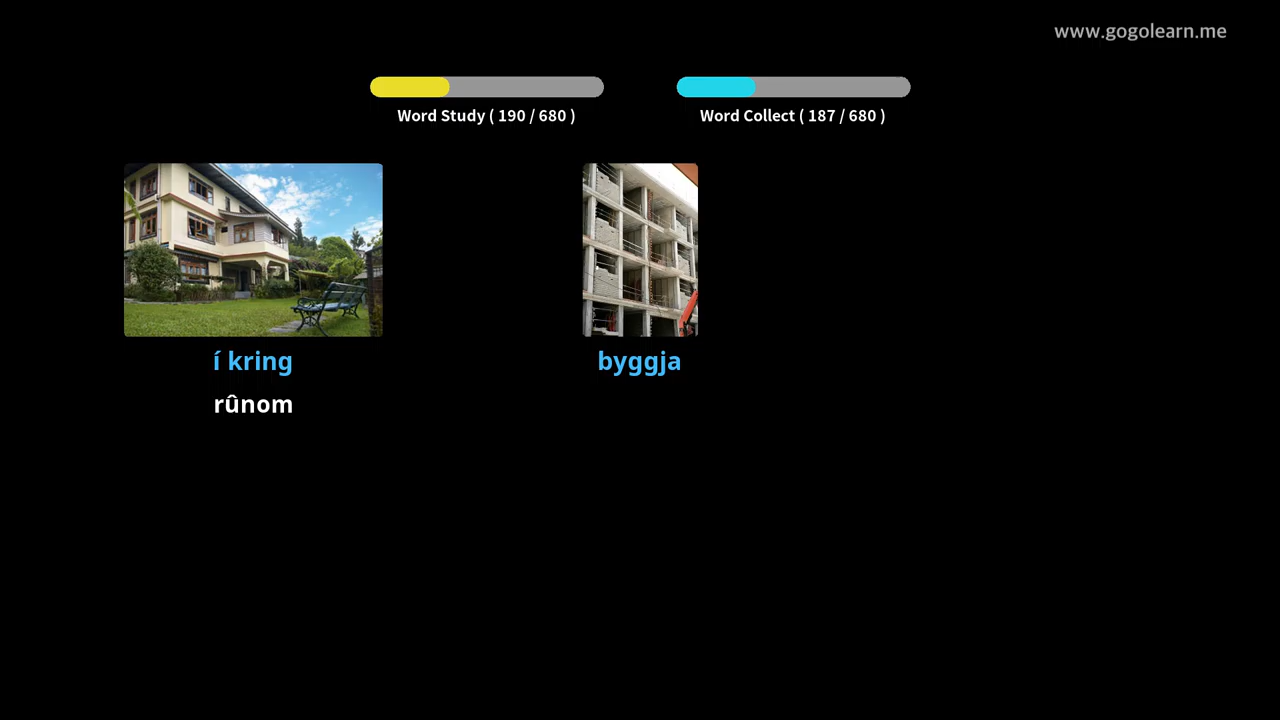 www.gogolearn.me
Word Study ( 190 / 680 )
Word Collect ( 187 / 680 )
í kring
rûnom
byggja